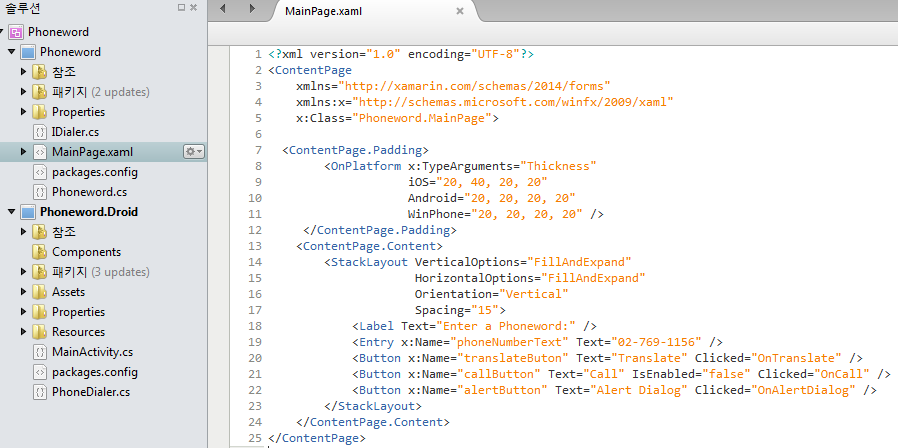 솔루션
Phoneword
Phoneword
참조
패키지 (2 updates)
Properties
IDialer.cs
MainPage.xaml
packages.config
Phoneword.cs
Phoneword.Droid
참조
Components
패키지 (3 updates)
Assets
Properties
Resources
MainActivity.cs
packages.config
PhoneDialer.cs
MainPage.xaml
1 <?xml version="1.0" encoding="UTF-8"?>
2 <ContentPage
3 xmlns="http://xamarin.com/schemas/2014/forms"
4 xmlns:x="http://schemas.microsoft.com/winfx/2009/xaml"
5 x:Class="Phoneword.MainPage">
6
7 <ContentPage.Padding>
8 <OnPlatform x:TypeArguments="Thickness"
9 iOS="20, 40, 20, 20"
10 Android="20, 20, 20, 20"
11 WinPhone="20, 20, 20, 20" />
12 </ContentPage.Padding>
13 <ContentPage.Content>
14 <StackLayout VerticalOptions="FillAndExpand"
15 HorizontalOptions="FillAndExpand"
16 Orientation="Vertical"
17 Spacing="15">
18 <Label Text="Enter a Phoneword:" />
19 <Entry x:Name="phoneNumberText" Text="02-769-1156" />
20 <Button x:Name="translateButon" Text="Translate" Clicked="OnTranslate" />
21 <Button x:Name="callButton" Text="Call" IsEnabled="false" Clicked="OnCall" />
22 <Button x:Name="alertButton" Text="Alert Dialog" Clicked="OnAlertDialog" />
23 </StackLayout>
24 </ContentPage.Content>
25 </ContentPage>